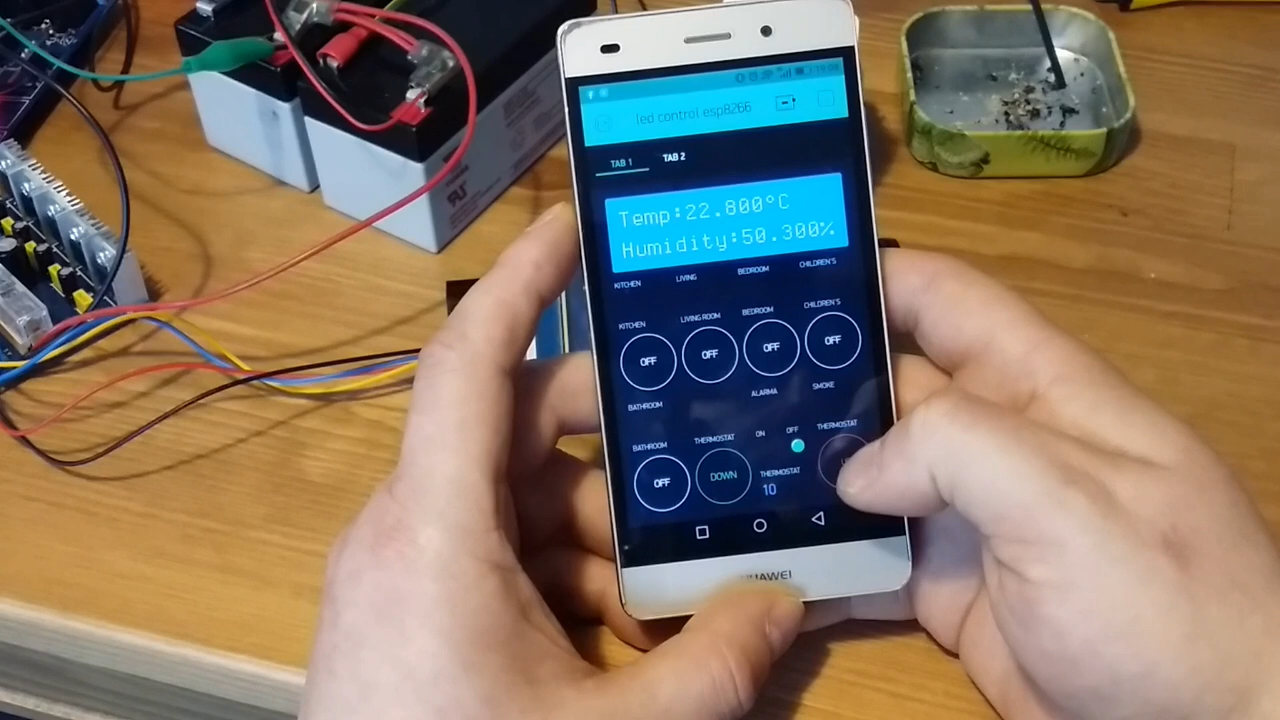 led control esp8266
TAB 1 TAB 2
Temp:22.800°C
Humidity:50.300%
KITCHEN LIVING BEDROOM CHILDREN'S
KITCHEN LIVING ROOM BEDROOM CHILDREN'S
OFF OFF OFF OFF
BATHROOM ALARMA SMOKE
BATHROOM THERMOSTAT ON OFF THERMOSTAT
OFF DOWN THERMOSTAT
10